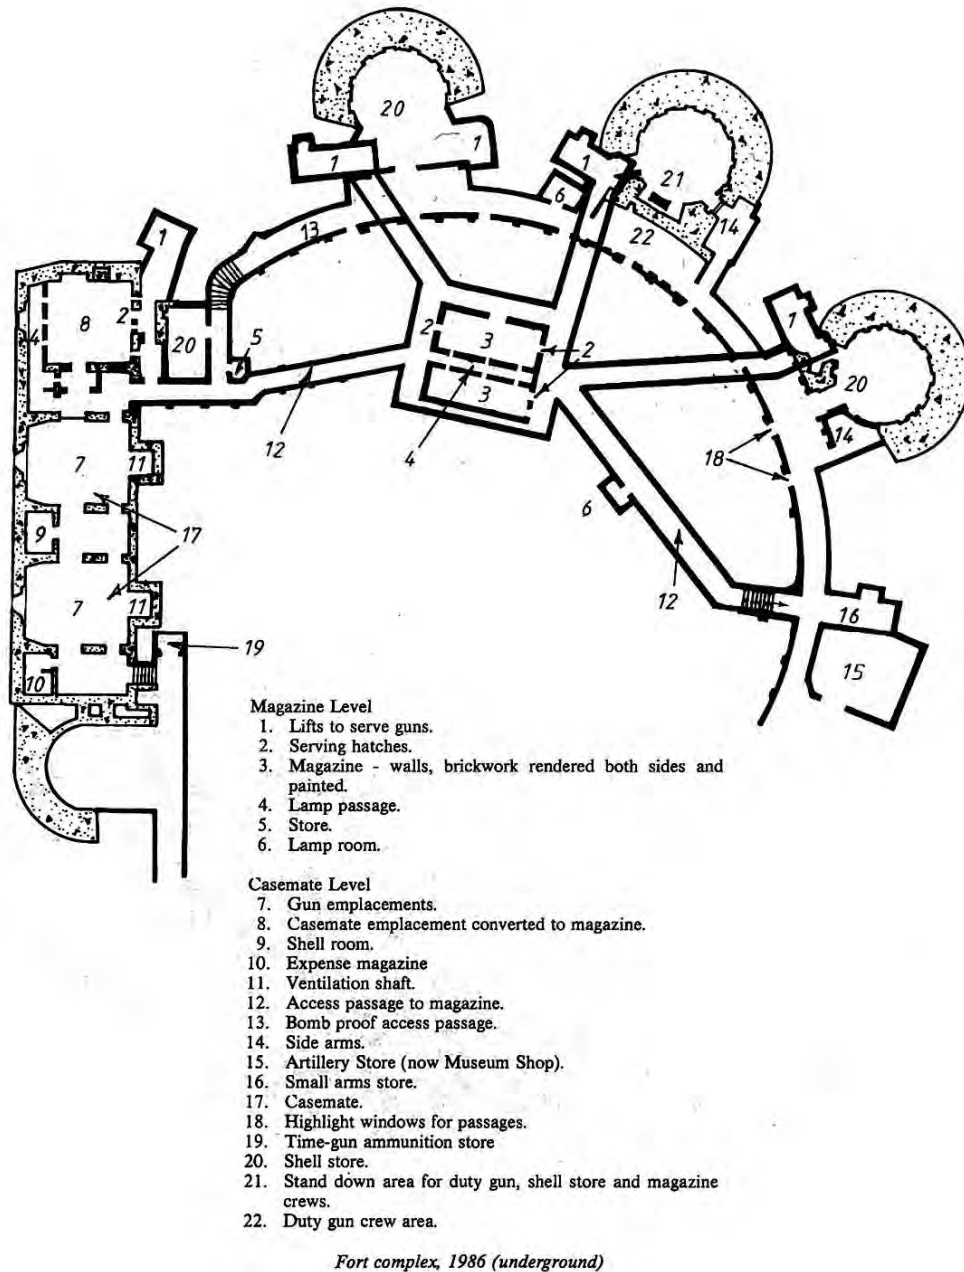 20
1
1
1
6
21
14
22
13
1
4
8
2
20
5
2
3
2
3
1
20
14
12
4
18
7
11
6
9
17
7
11
12
16
10
19
15
Magazine Level
1. Lifts to serve guns.
2. Serving hatches.
3. Magazine - walls, brickwork rendered both sides and
painted.
4. Lamp passage.
5. Store.
6. Lamp room.
Casemate Level
7. Gun emplacements.
8. Casemate emplacement converted to magazine.
9. Shell room.
10. Expense magazine
11. Ventilation shaft.
12. Access passage to magazine.
13. Bomb proof access passage.
14. Side arms.
15. Artillery Store (now Museum Shop).
16. Small arms store.
17. Casemate.
18. Highlight windows for passages.
19. Time-gun ammunition store
20. Shell store.
21. Stand down area for duty gun, shell store and magazine
crews.
22. Duty gun crew area.
Fort complex, 1986 (underground)